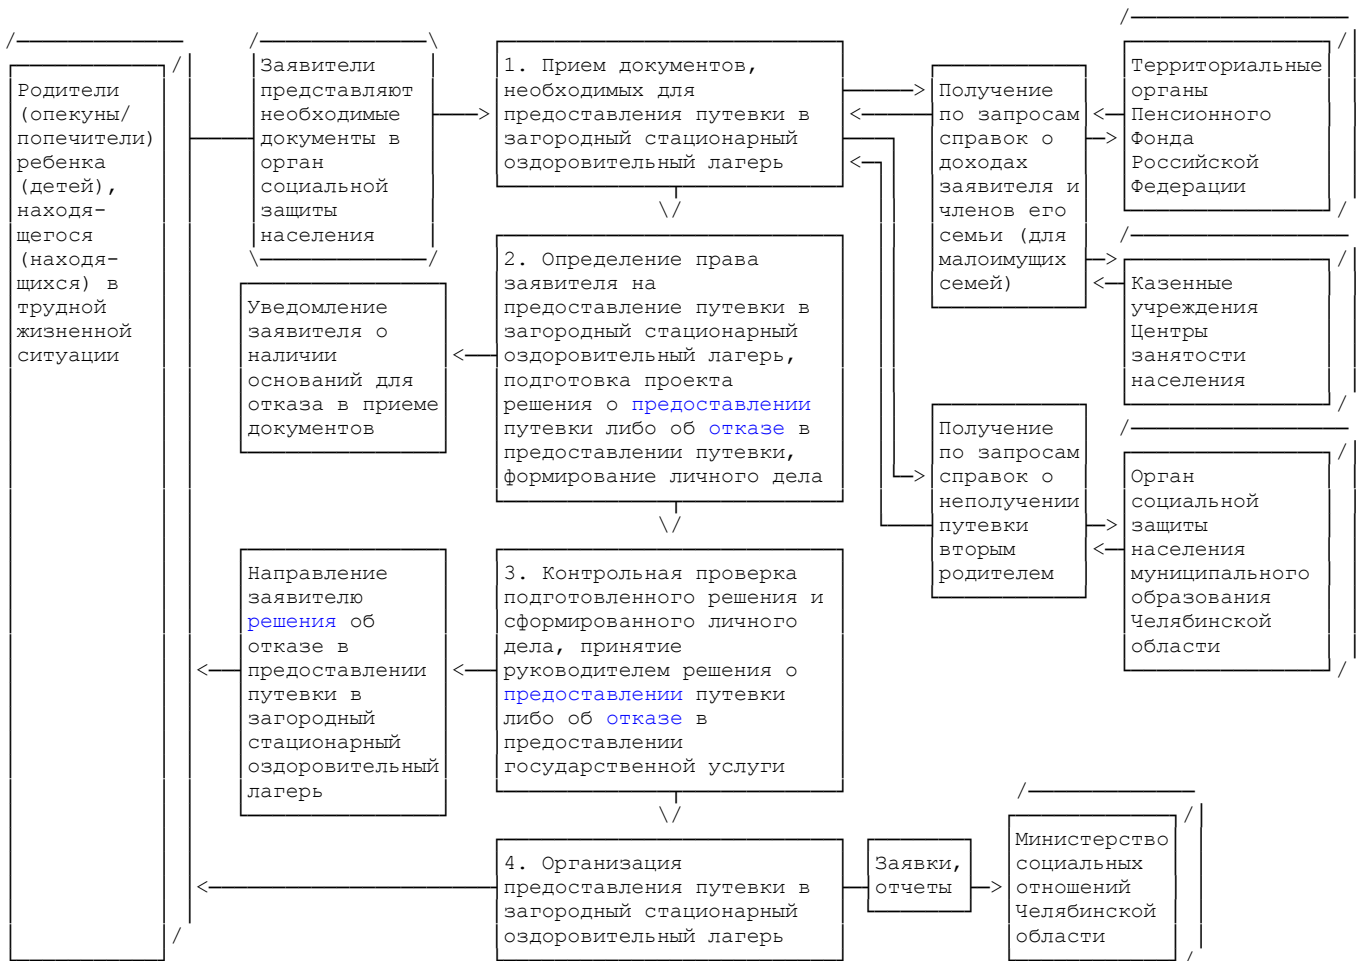 Родители
(опекуны/
попечители)
ребенка
(детей),
находя-
щегося
(находя-
щихся) в
трудной
жизненной
ситуации
Заявители
представляют
необходимые
документы в
орган
социальной
защиты
населения
1. Прием документов,
необходимых для
предоставления путевки в
загородный стационарный
оздоровительный лагерь
Получение
по запросам
справок о
доходах
заявителя и
членов его
семьи (для
малоимущих
семей)
Территориальные
органы
Пенсионного
Фонда
Российской
Федерации
Казенные
учреждения
Центры
занятости
населения
Уведомление
заявителя о
наличии
оснований для
отказа в приеме
документов
2. Определение права
заявителя на
предоставление путевки в
загородный стационарный
оздоровительный лагерь,
подготовка проекта
решения о предоставлении
путевки либо об отказе в
предоставлении путевки,
формирование личного дела
Получение
по запросам
справок о
неполучении
путевки
вторым
родителем
Орган
социальной
защиты
населения
муниципального
образования
Челябинской
области
Направление
заявителю
решения об
отказе в
предоставлении
путевки в
загородный
стационарный
оздоровительный
лагерь
3. Контрольная проверка
подготовленного решения и
сформированного личного
дела, принятие
руководителем решения о
предоставлении путевки
либо об отказе в
предоставлении
государственной услуги
4. Организация
предоставления путевки в
загородный стационарный
оздоровительный лагерь
Заявки,
отчеты
Министерство
социальных
отношений
Челябинской
области